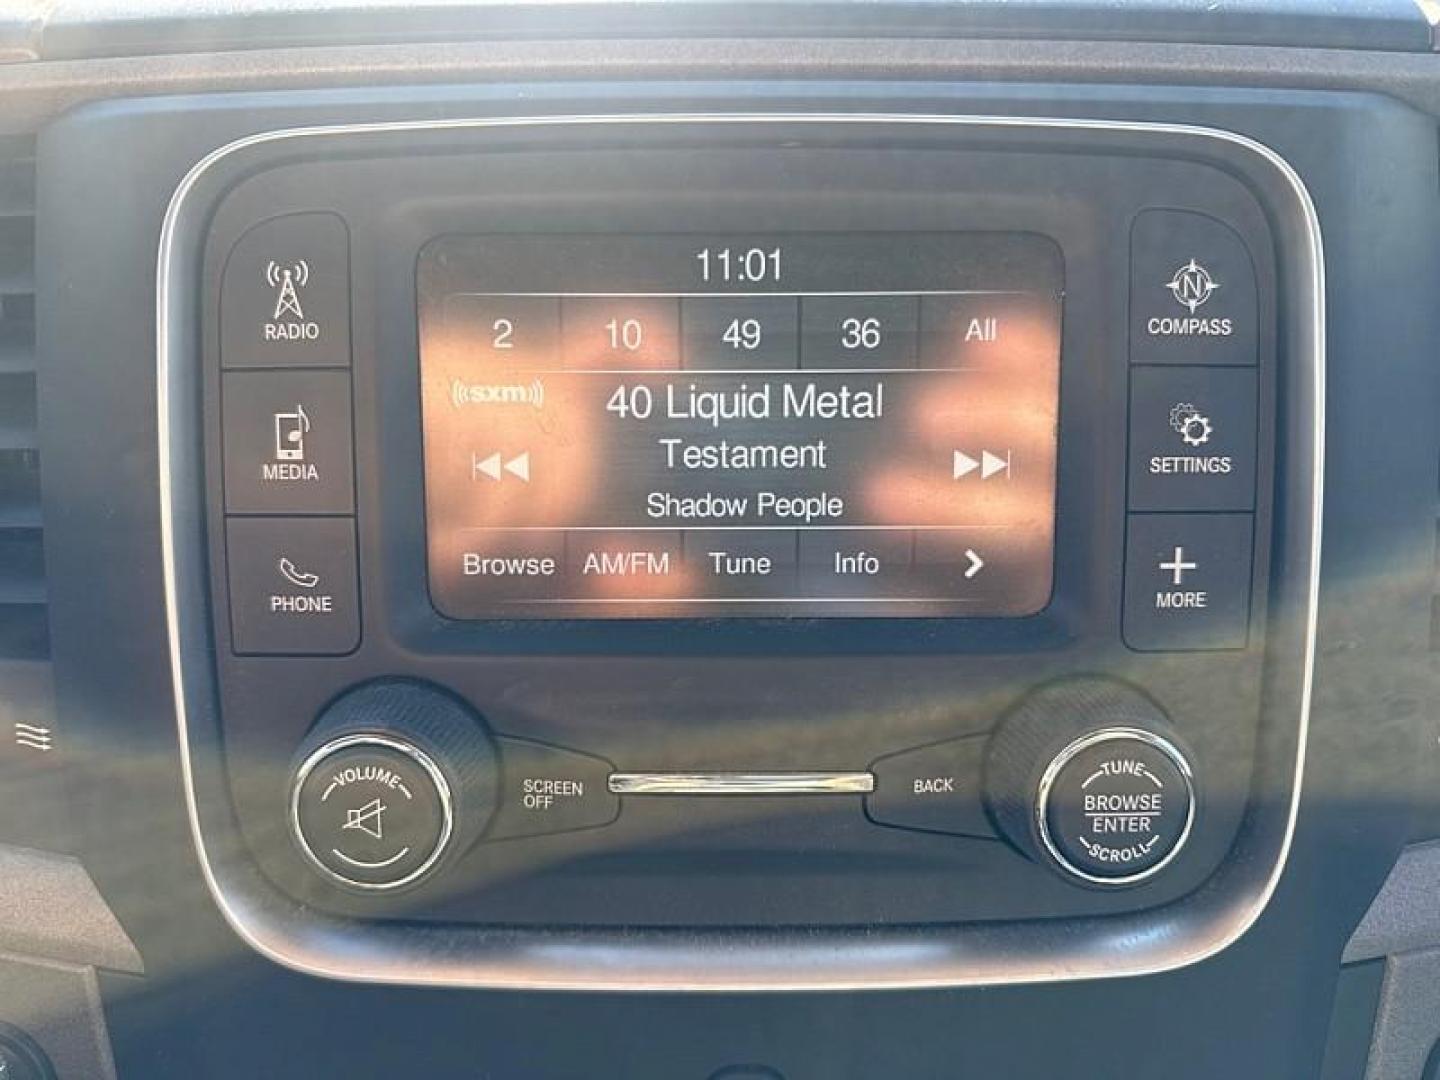 11:01
2 10 49 36 All
((sxm))
40 Liquid Metal
Testament
Shadow People
Browse AM/FM Tune Info
RADIO
MEDIA
PHONE
N
COMPASS
SETTINGS
MORE
VOLUME
SCREEN
OFF
BACK
TUNE
BROWSE
ENTER
SCROLL